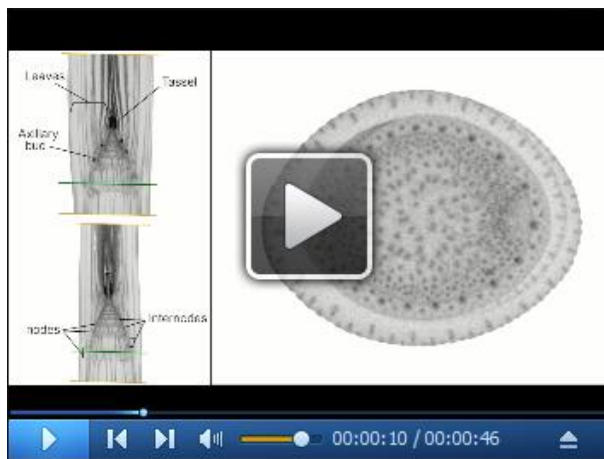 Leaves
Tassel
Axillary
bud
nodes
Internodes
00:00:10 / 00:00:46